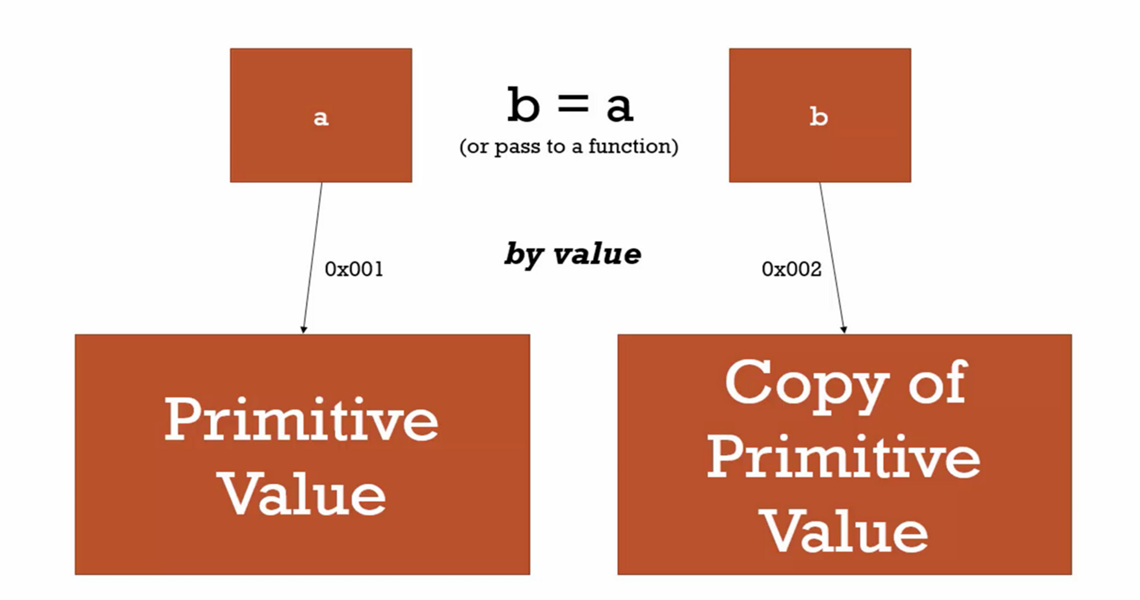 a
b = a
(or pass to a function)
b
by value
0x001
0x002
Primitive
Value
Copy of
Primitive
Value